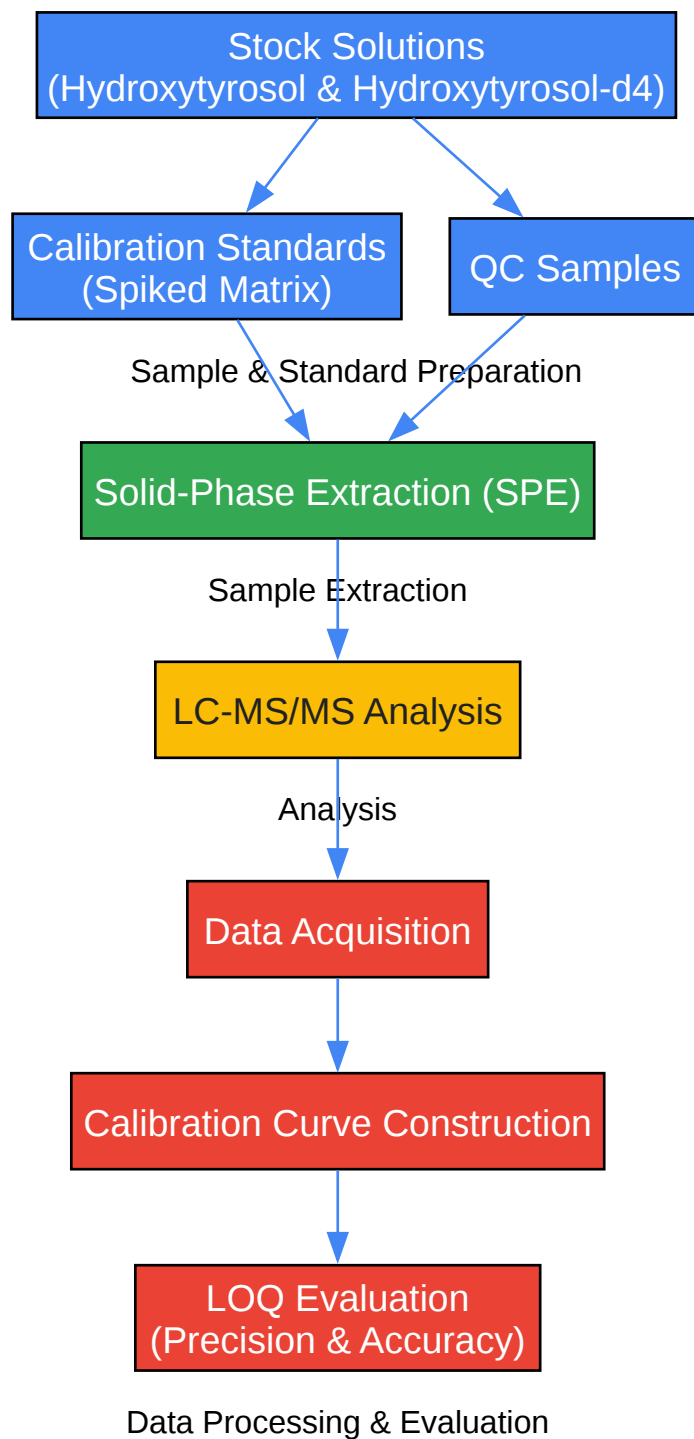 Stock Solutions
(Hydroxytyrosol & Hydroxytyrosol-d4)
Calibration Standards
(Spiked Matrix)
QC Samples
Sample & Standard Preparation
Solid-Phase Extraction (SPE)
Sample Extraction
LC-MS/MS Analysis
Analysis
Data Acquisition
Calibration Curve Construction
LOQ Evaluation
(Precision & Accuracy)
Data Processing & Evaluation